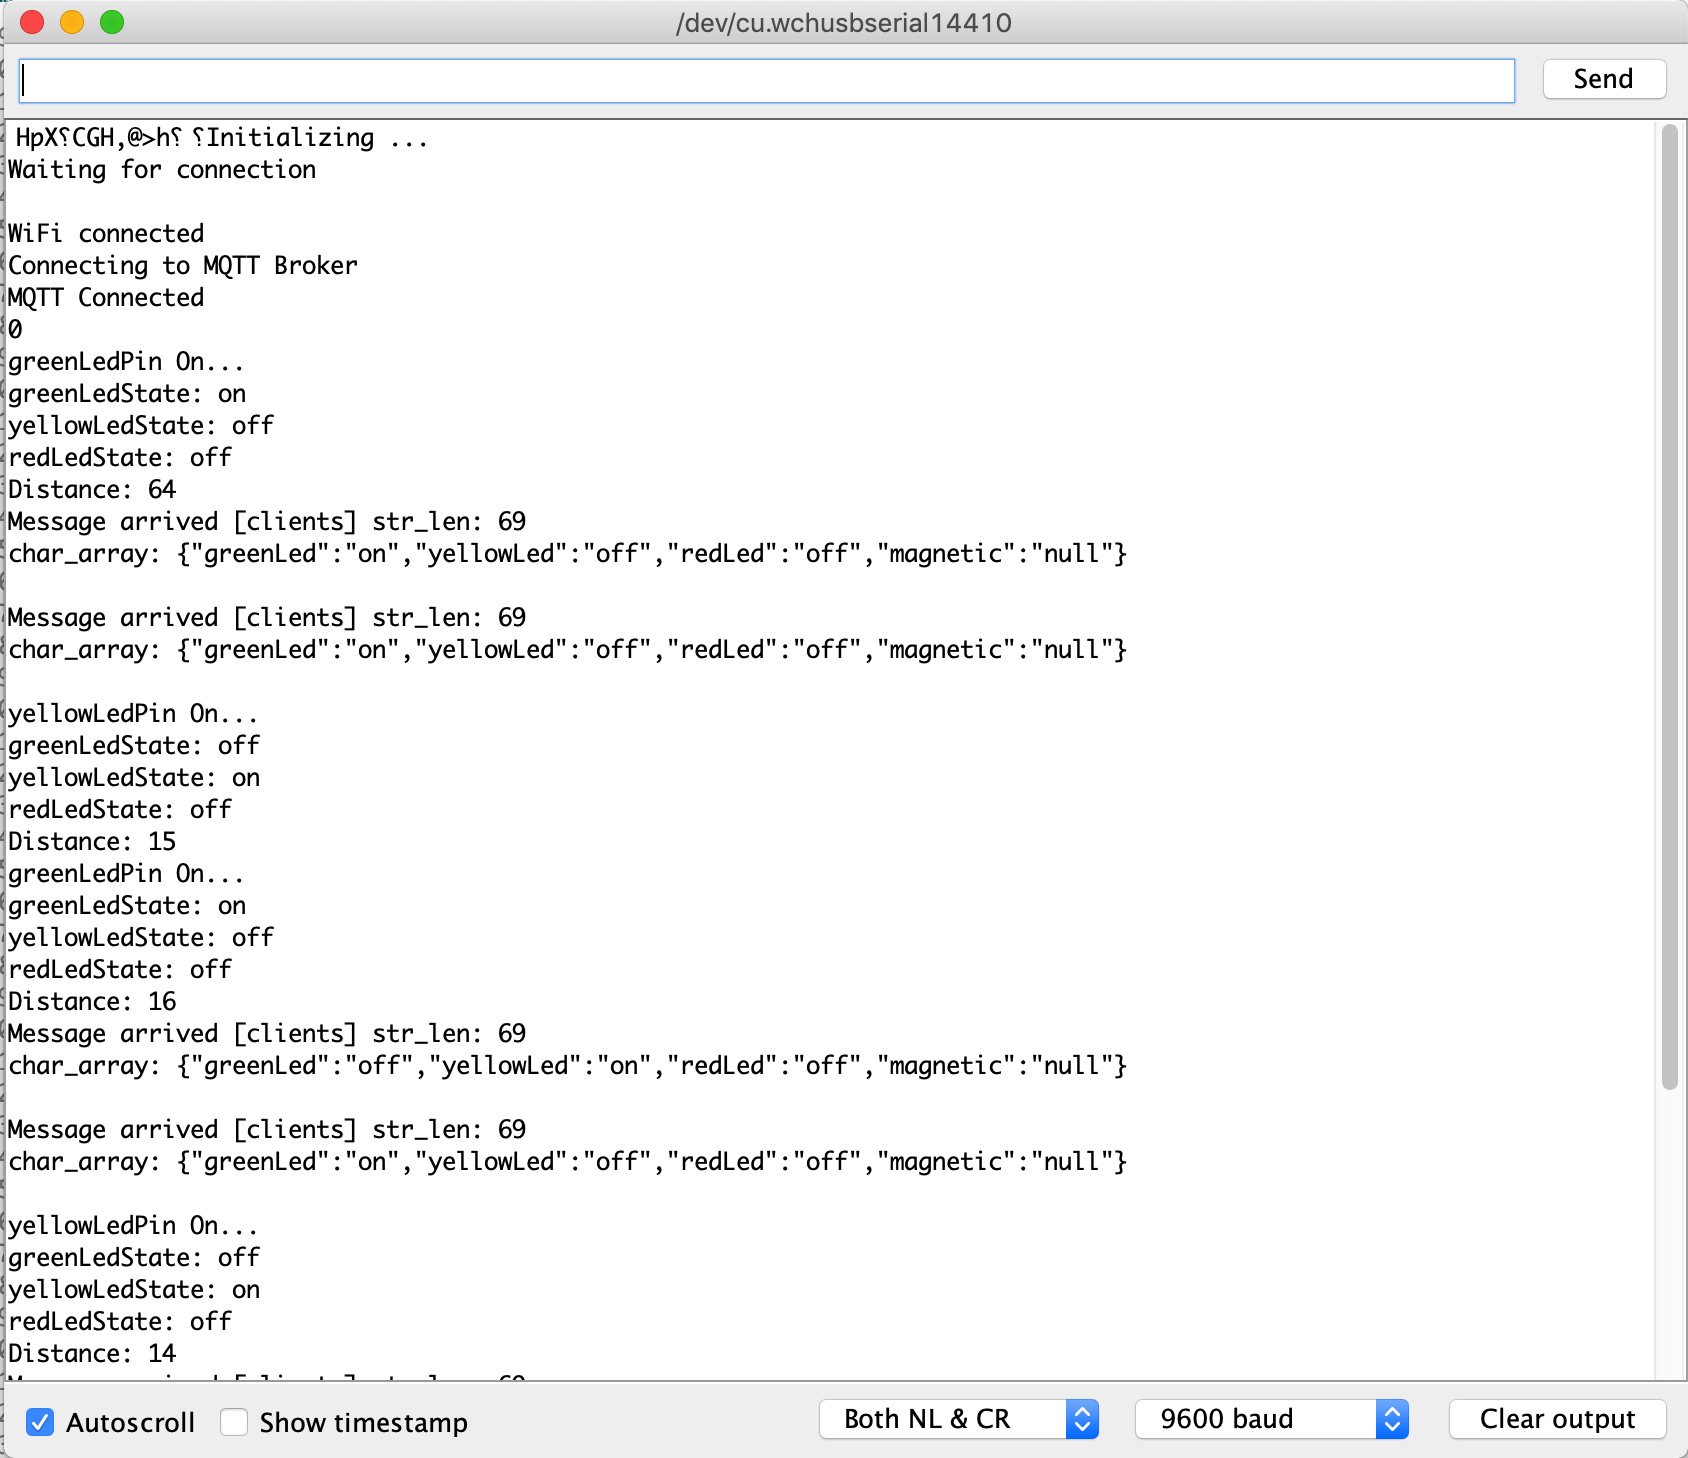 /dev/cu.wchusbserial14410
Send
HpX⸮CGH,@>h⸮ ⸮Initializing ...
Waiting for connection
WiFi connected
Connecting to MQTT Broker
MQTT Connected
0
greenLedPin On...
greenLedState: on
yellowLedState: off
redLedState: off
Distance: 64
Message arrived [clients] str_len: 69
char_array: {"greenLed":"on","yellowLed":"off","redLed":"off","magnetic":"null"}
Message arrived [clients] str_len: 69
char_array: {"greenLed":"on","yellowLed":"off","redLed":"off","magnetic":"null"}
yellowLedPin On...
greenLedState: off
yellowLedState: on
redLedState: off
Distance: 15
greenLedPin On...
greenLedState: on
yellowLedState: off
redLedState: off
Distance: 16
Message arrived [clients] str_len: 69
char_array: {"greenLed":"off","yellowLed":"on","redLed":"off","magnetic":"null"}
Message arrived [clients] str_len: 69
char_array: {"greenLed":"on","yellowLed":"off","redLed":"off","magnetic":"null"}
yellowLedPin On...
greenLedState: off
yellowLedState: on
redLedState: off
Distance: 14
Autoscroll Show timestamp Both NL & CR 9600 baud Clear output